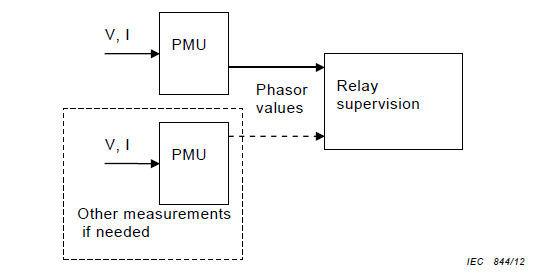 V, I
PMU
Phasor
values
Relay
supervision
V, I
PMU
Other measurements
if needed
IEC 844/12